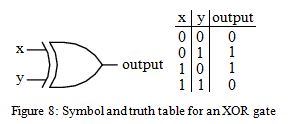 x y output
0 0 0
0 1 1
1 0 1
1 1 0
x
y
output
Figure 8: Symbol and truth table for an XOR gate